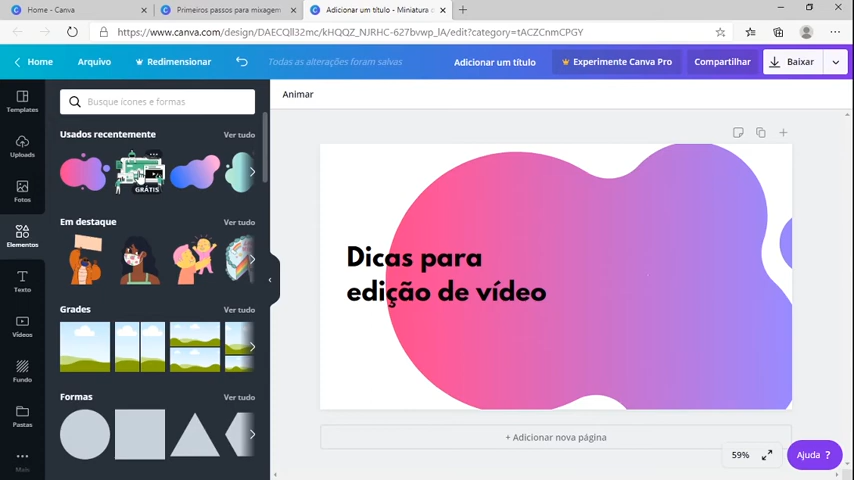 Home - Canva
Primeiros passos para mixagem
Adicionar um título - Miniatura c
https://www.canva.com/design/DAECQll32mc/kHQQZ_NJRHC-627bvwp_lA/edit?category=tACZCnmCPGY
Home
Arquivo
Redimensionar
Todas as alterações foram salvas
Adicionar um título
Experimente Canva Pro
Compartilhar
Baixar
Templates
Uploads
Fotos
Elementos
Texto
Vídeos
Fundo
Pastas
Mais
Busque ícones e formas
Usados recentemente
Ver tudo
GRÁTIS
Em destaque
Ver tudo
Grades
Ver tudo
Formas
Ver tudo
Animar
Dicas para
edição de vídeo
+ Adicionar nova página
59%
Ajuda ?